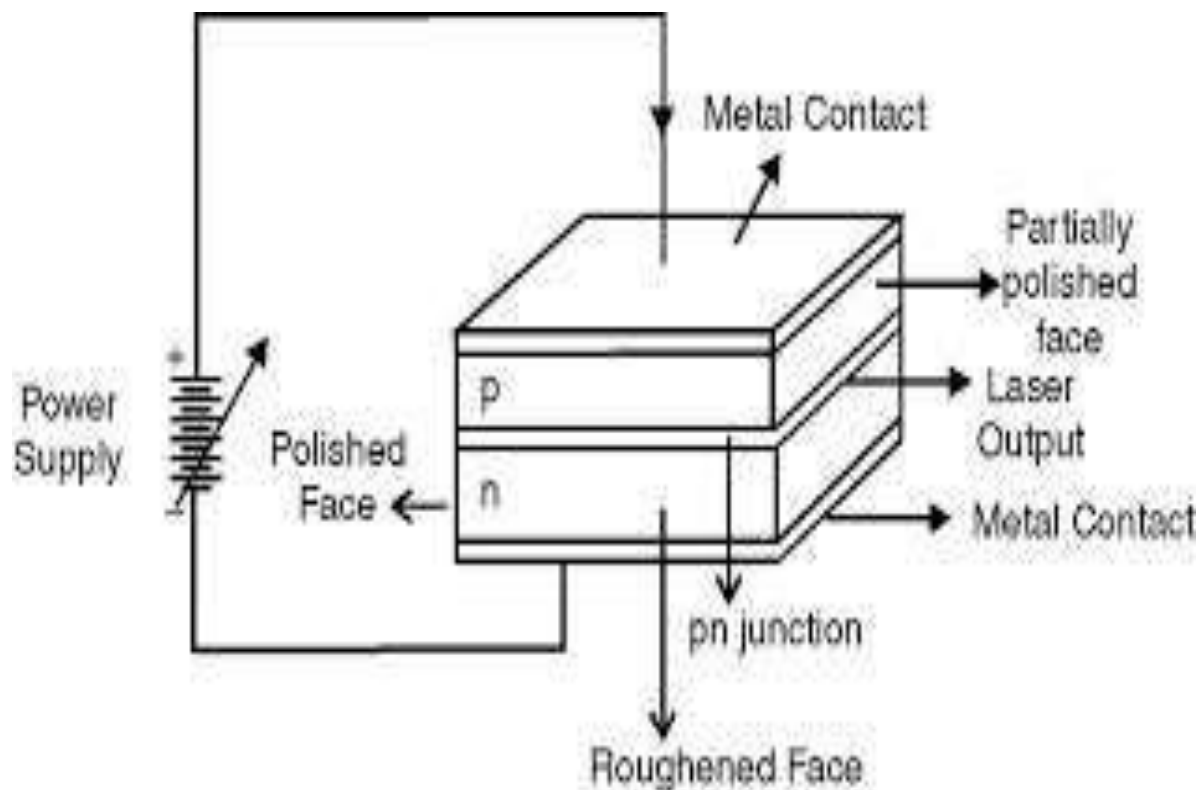 Metal Contact
Partially
polished
face
Laser
Output
Metal Contact
+
Power
Supply
-
Polished
Face
p
n
pn junction
Roughened Face